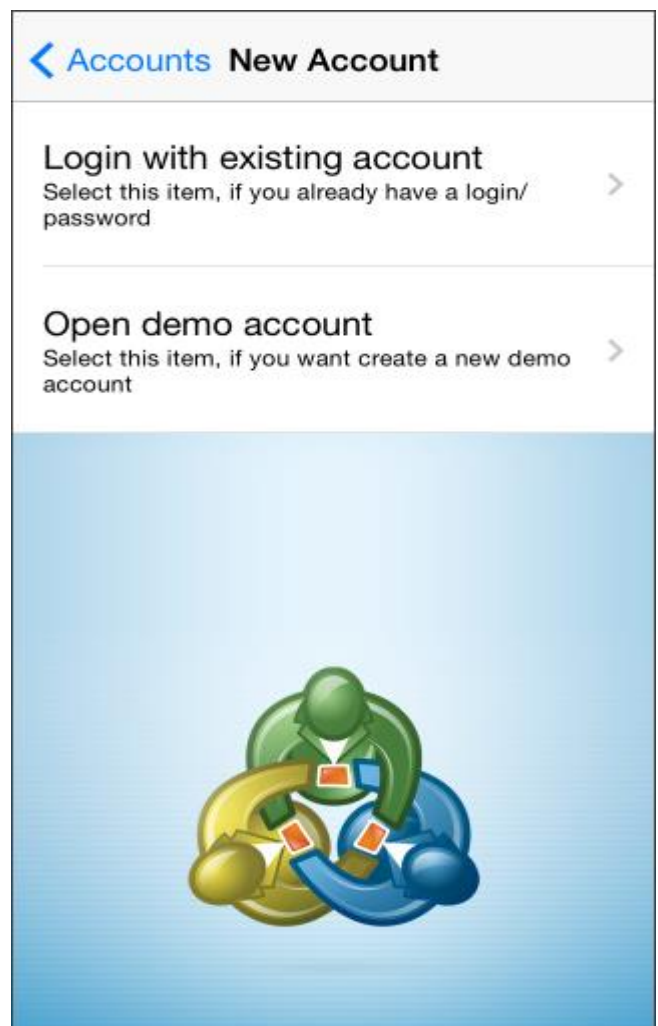 Accounts New Account
Login with existing account
Select this item, if you already have a login/
password
Open demo account
Select this item, if you want create a new demo
account